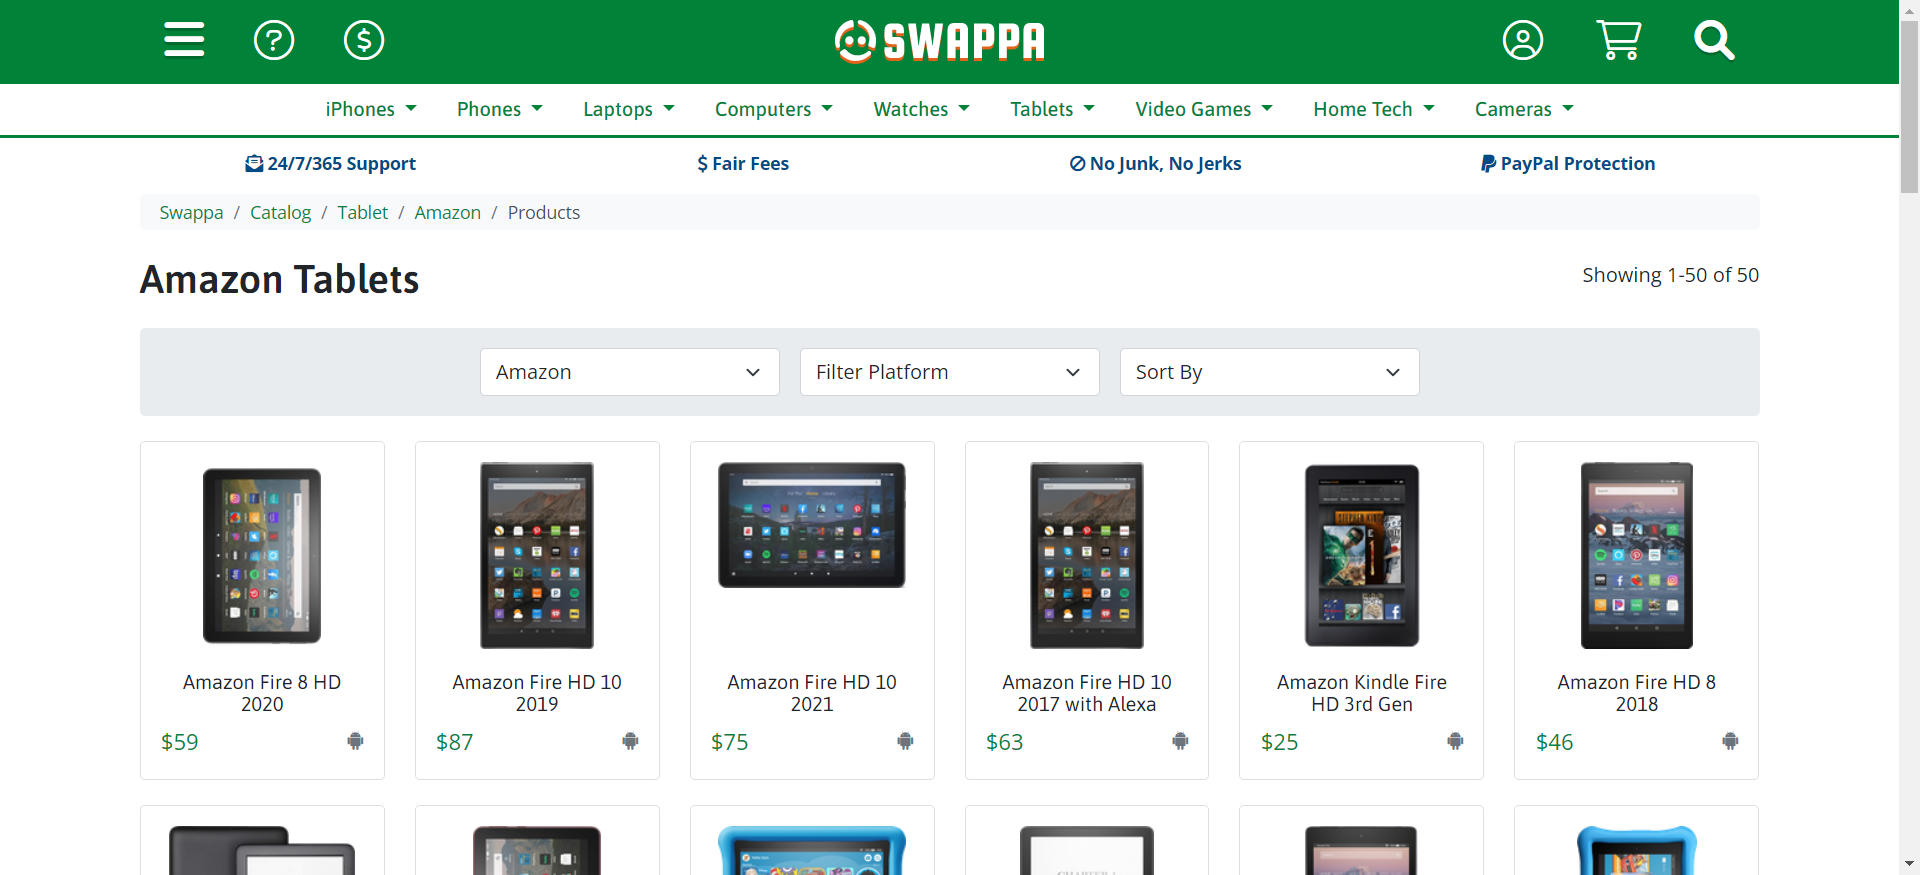 SWAPPA
iPhones
Phones
Laptops
Computers
Watches
Tablets
Video Games
Home Tech
Cameras
24/7/365 Support
$ Fair Fees
No Junk, No Jerks
PayPal Protection
Swappa / Catalog / Tablet / Amazon / Products
Amazon Tablets
Showing 1-50 of 50
Amazon
Filter Platform
Sort By
Amazon Fire 8 HD
2020
$59
Amazon Fire HD 10
2019
$87
Amazon Fire HD 10
2021
$75
Amazon Fire HD 10
2017 with Alexa
$63
Amazon Kindle Fire
HD 3rd Gen
$25
Amazon Fire HD 8
2018
$46